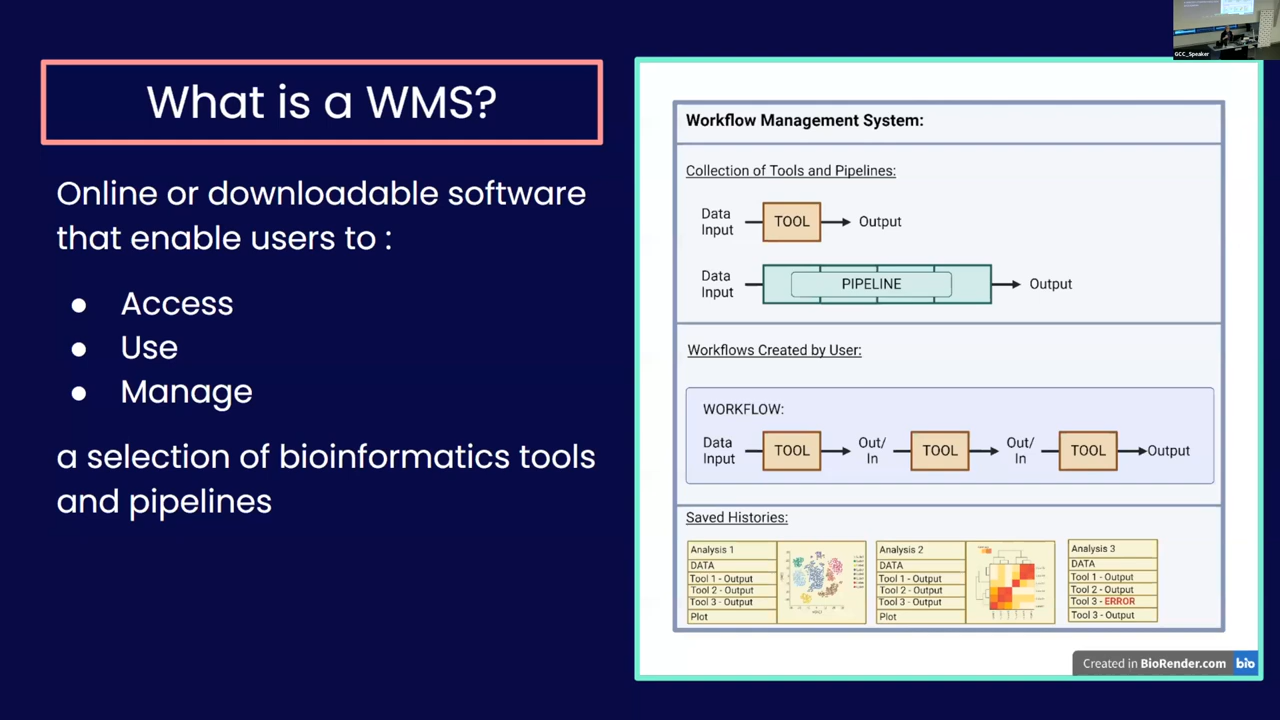 What is a WMS?
Online or downloadable software
that enable users to :
● Access
● Use
● Manage
a selection of bioinformatics tools
and pipelines
GCC_Speaker
Workflow Management System:
Collection of Tools and Pipelines:
Data
Input
TOOL
Output
Data
Input
PIPELINE
Output
Workflows Created by User:
WORKFLOW:
Data
Input
TOOL
Out/
In
TOOL
Out/
In
TOOL
Output
Saved Histories:
Analysis 1
DATA
Tool 1 - Output
Tool 2 - Output
Tool 3 - Output
Plot
Analysis 2
DATA
Tool 1 - Output
Tool 2 - Output
Tool 3 - Output
Plot
Analysis 3
DATA
Tool 1 - Output
Tool 2 - Output
Tool 3 - ERROR
Tool 3 - Output
Created in BioRender.com bio